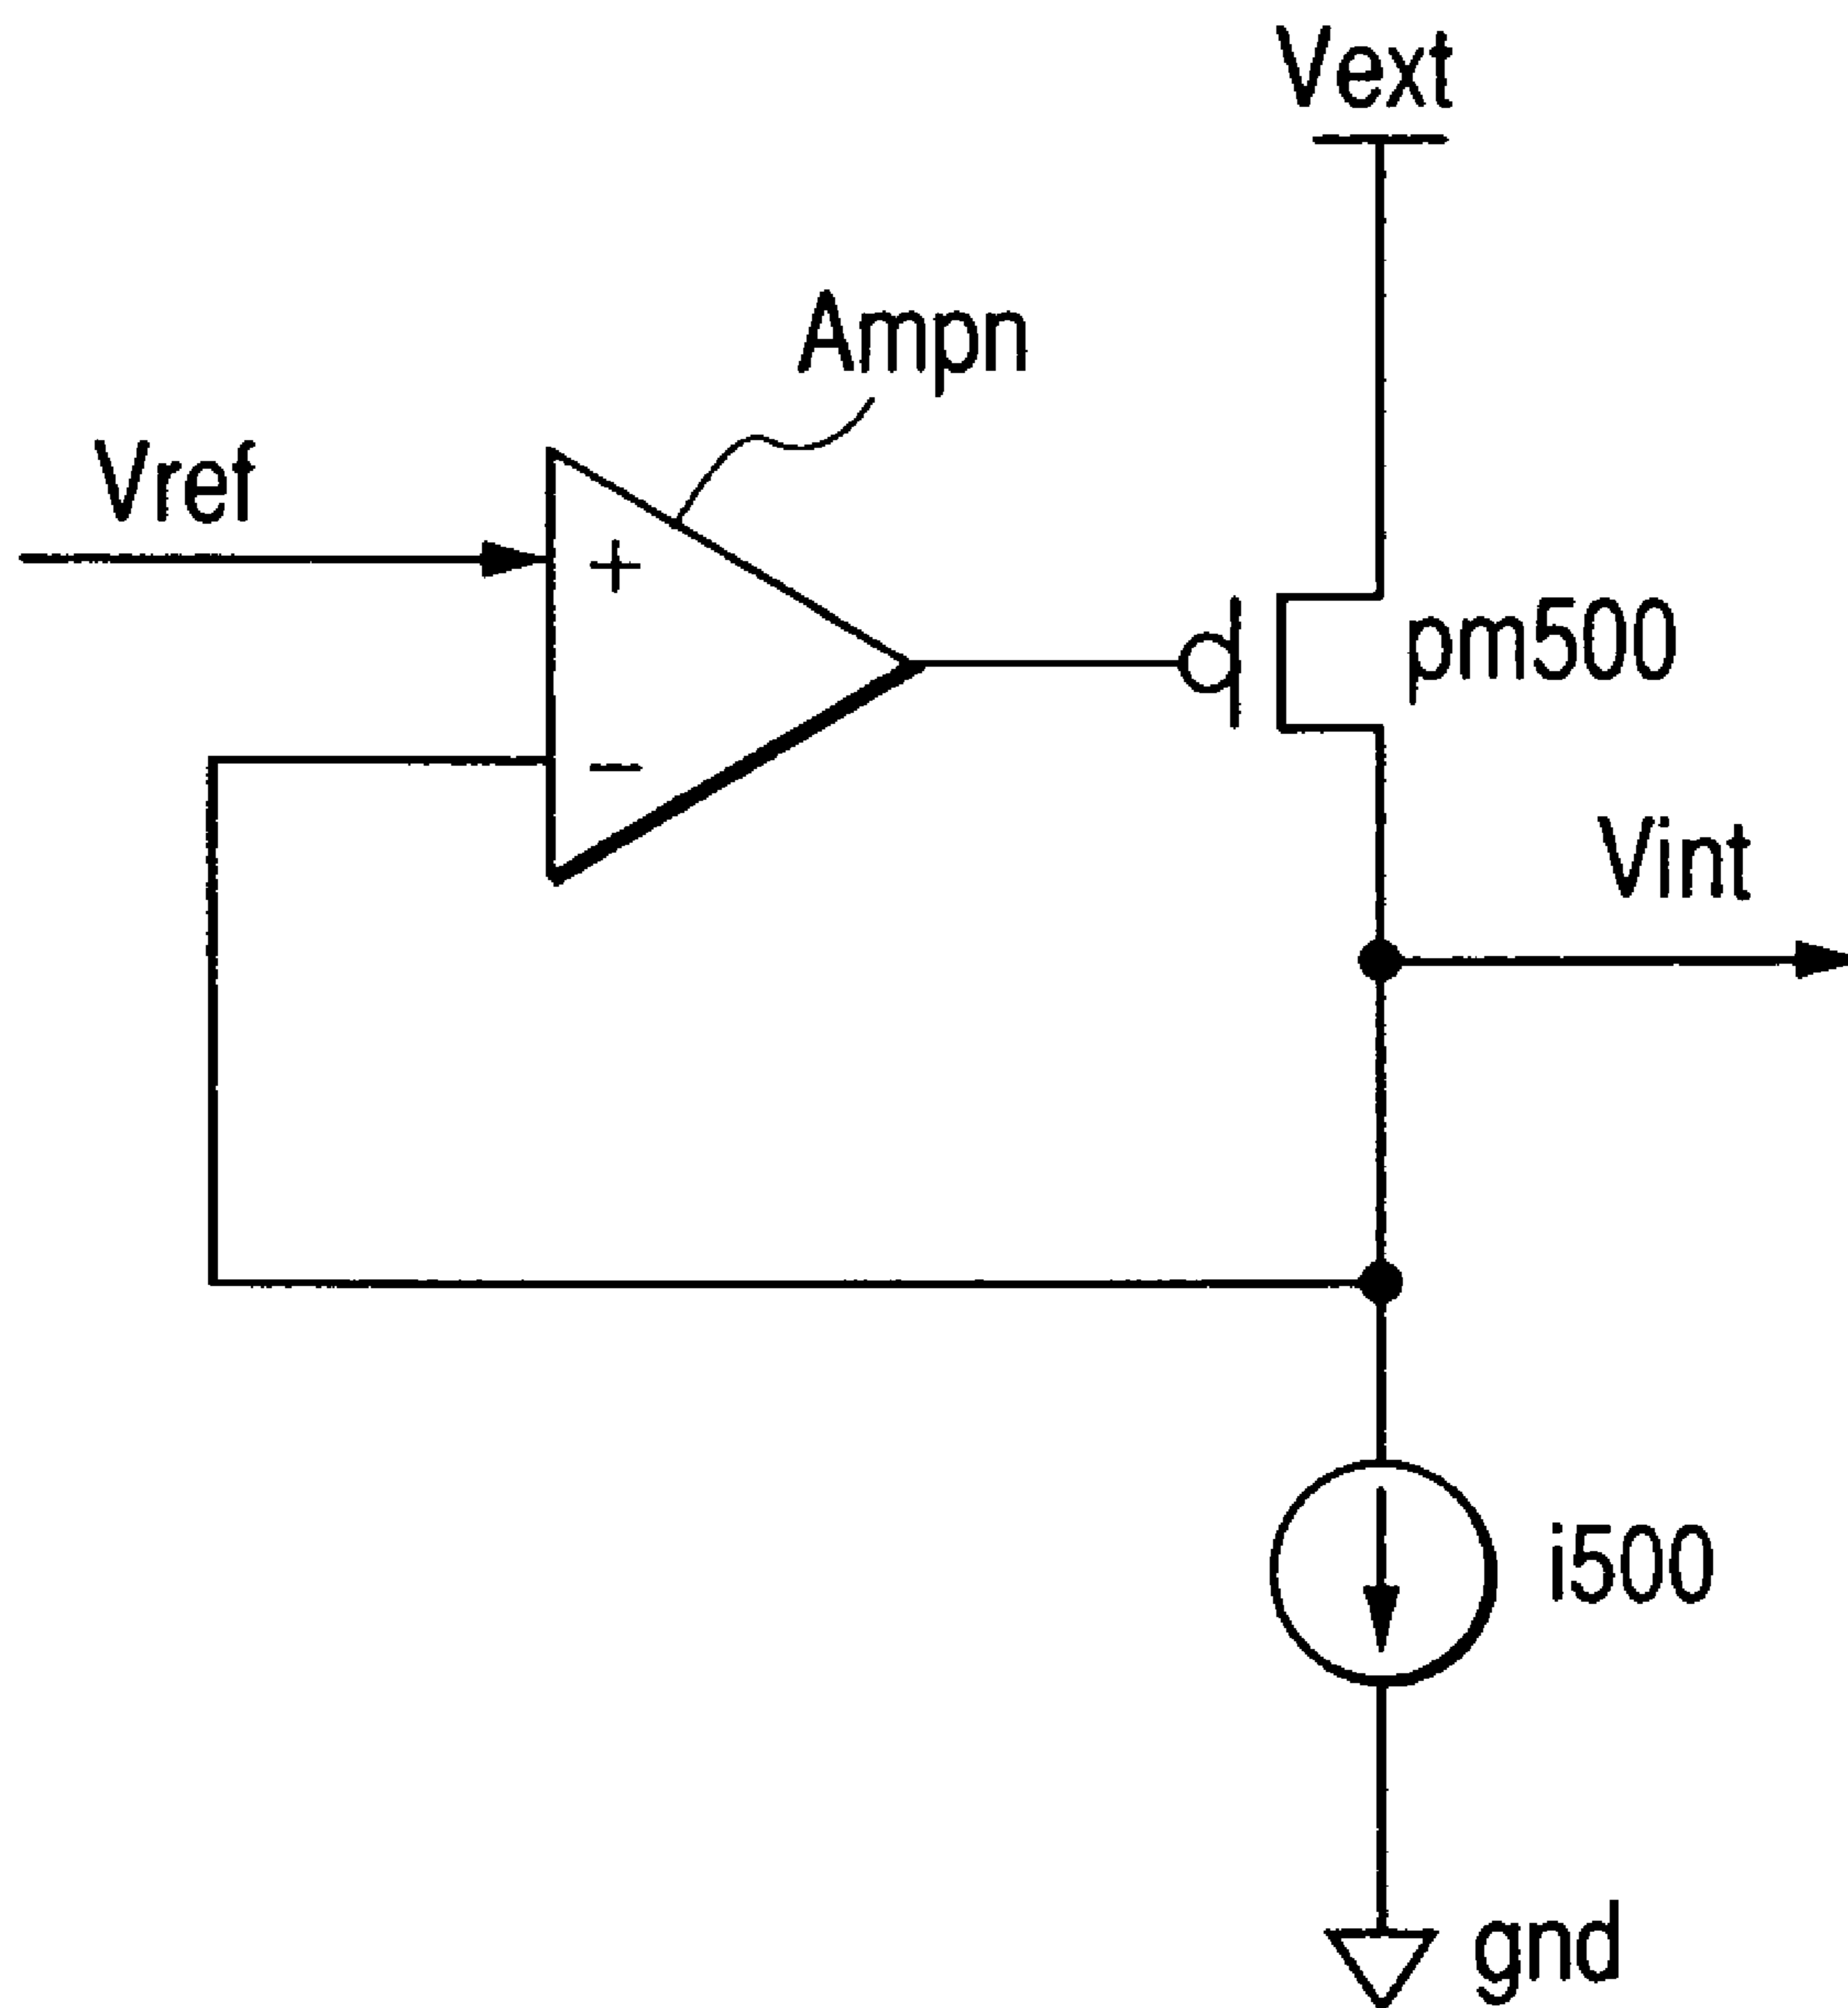 Vext
Ampn
Vref
+
pm500
−
Vint
i500
gnd